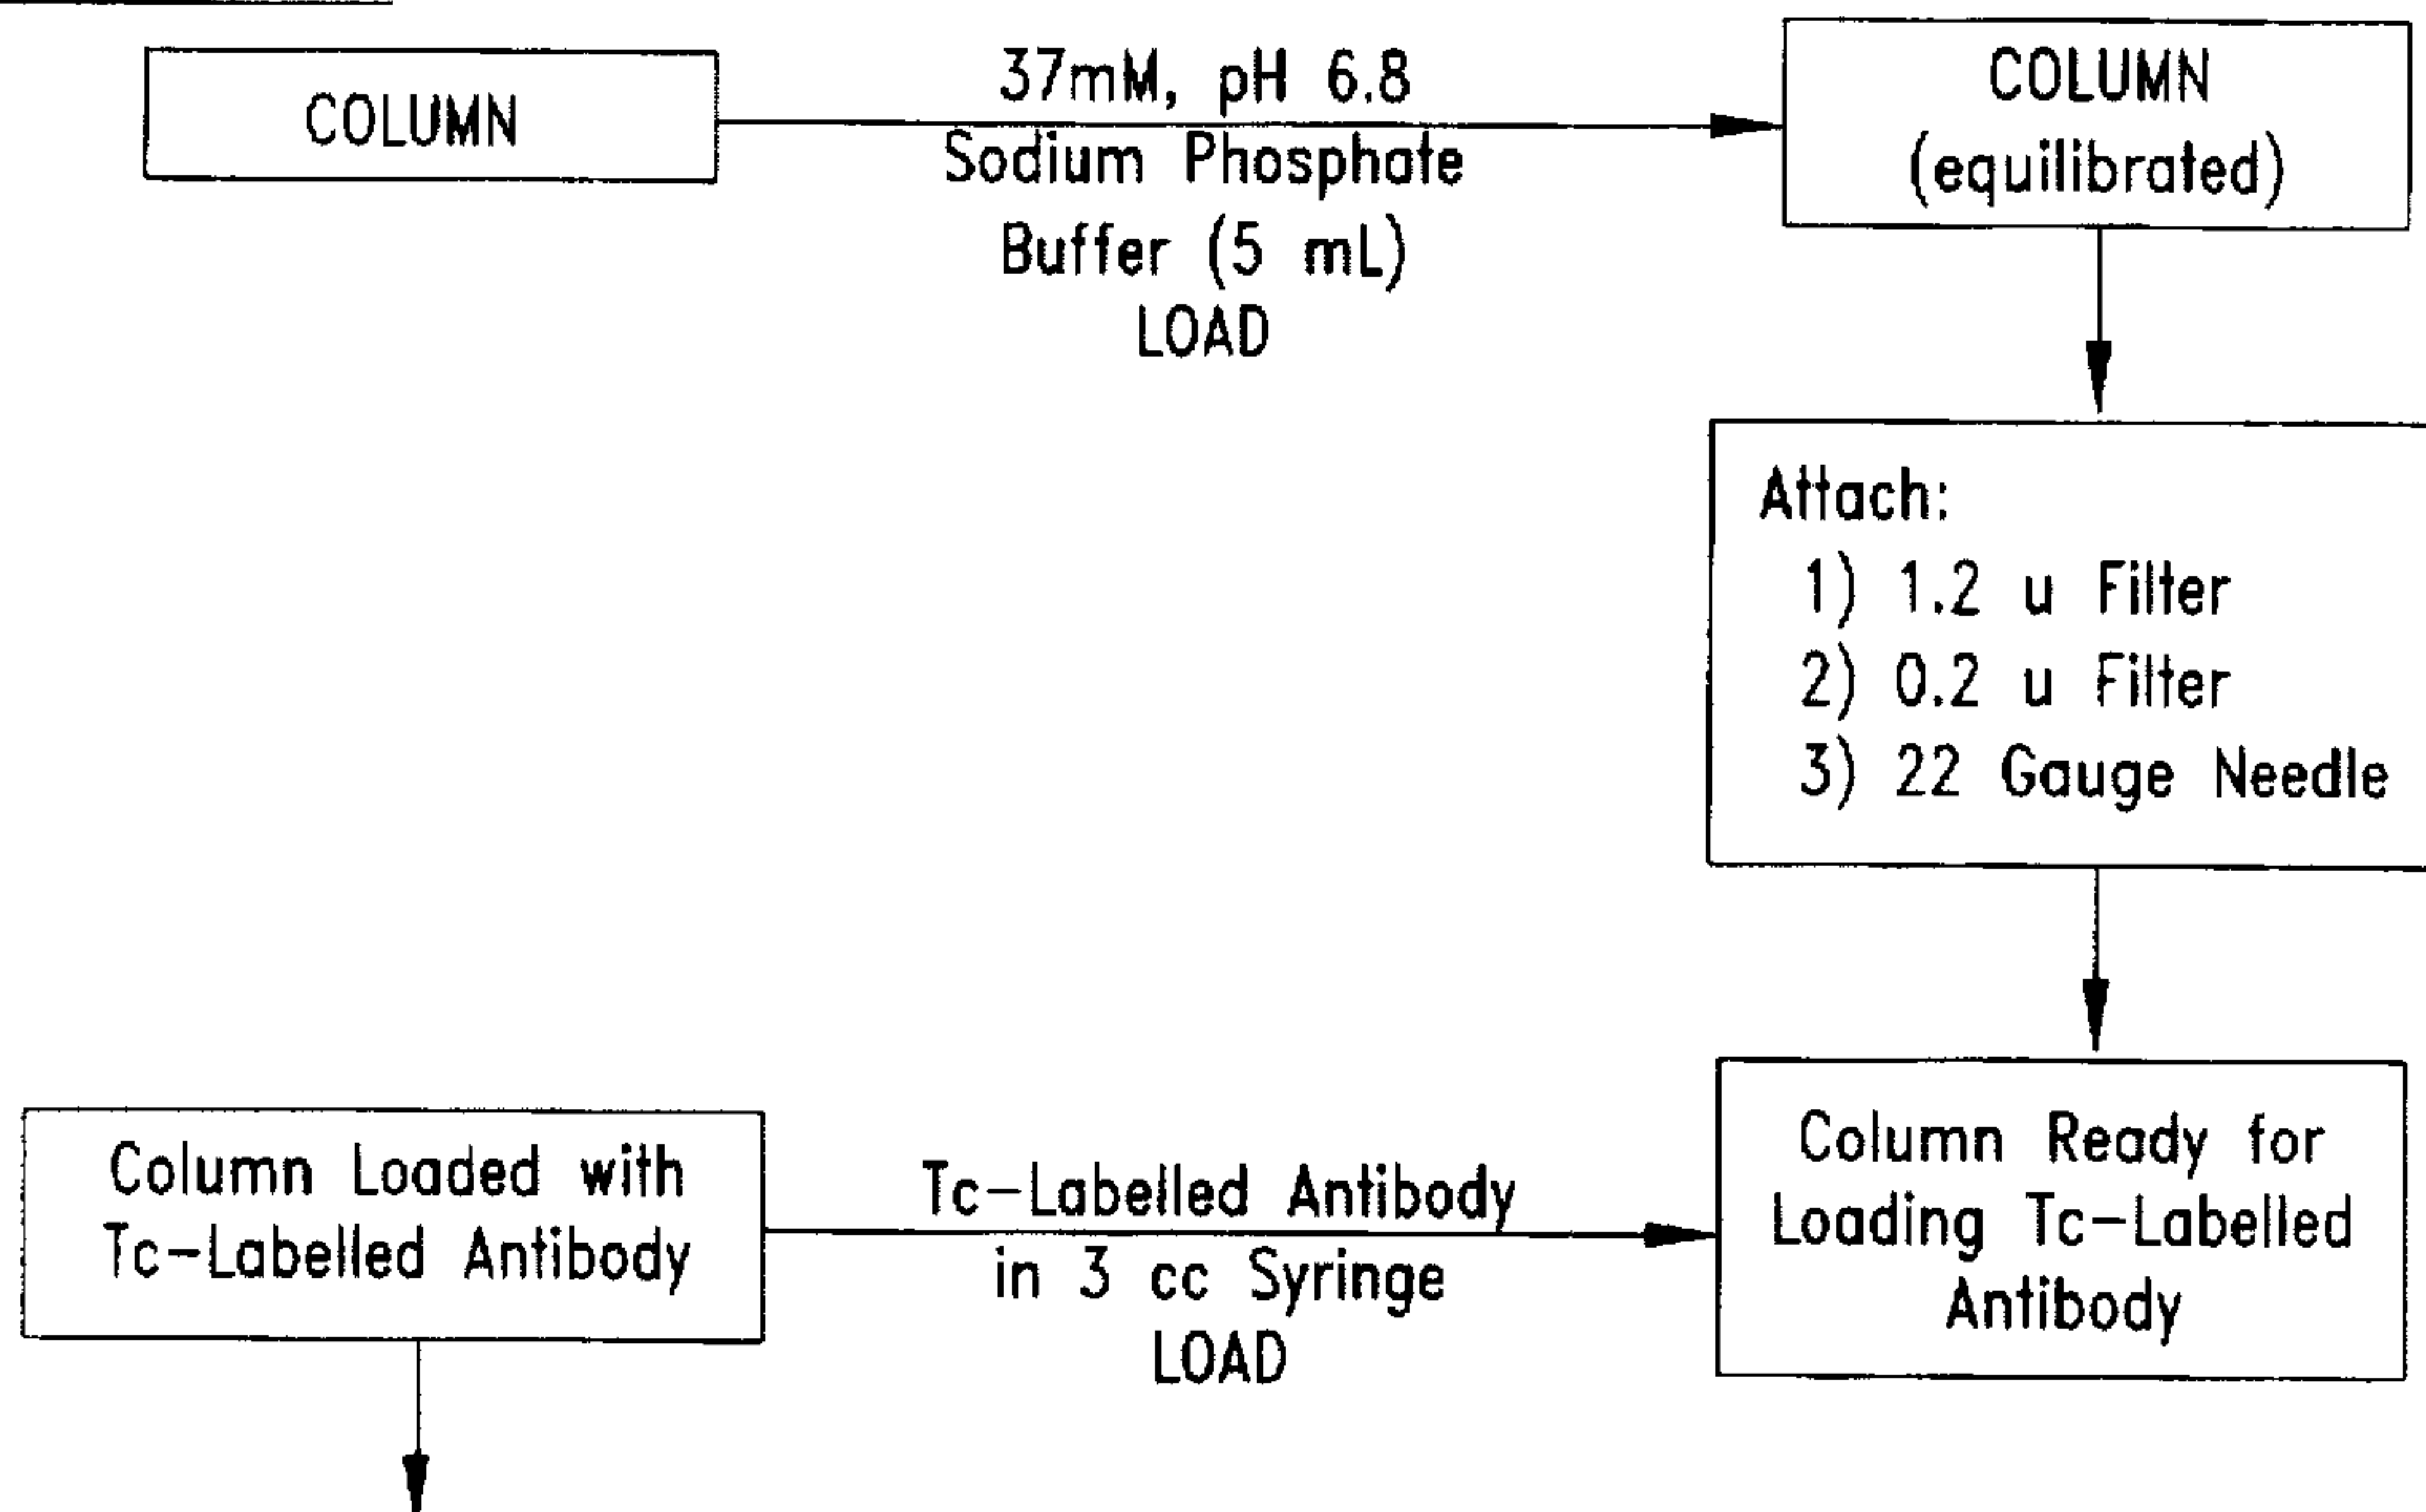 COLUMN
37mM, pH 6.8
Sodium Phosphate
Buffer (5 mL)
LOAD
COLUMN
(equilibrated)
Attach:
1) 1.2 u Filter
2) 0.2 u Filter
3) 22 Gauge Needle
Column Loaded with
Tc-Labelled Antibody
Tc-Labelled Antibody
in 3 cc Syringe
LOAD
Column Ready for
Loading Tc-Labelled
Antibody